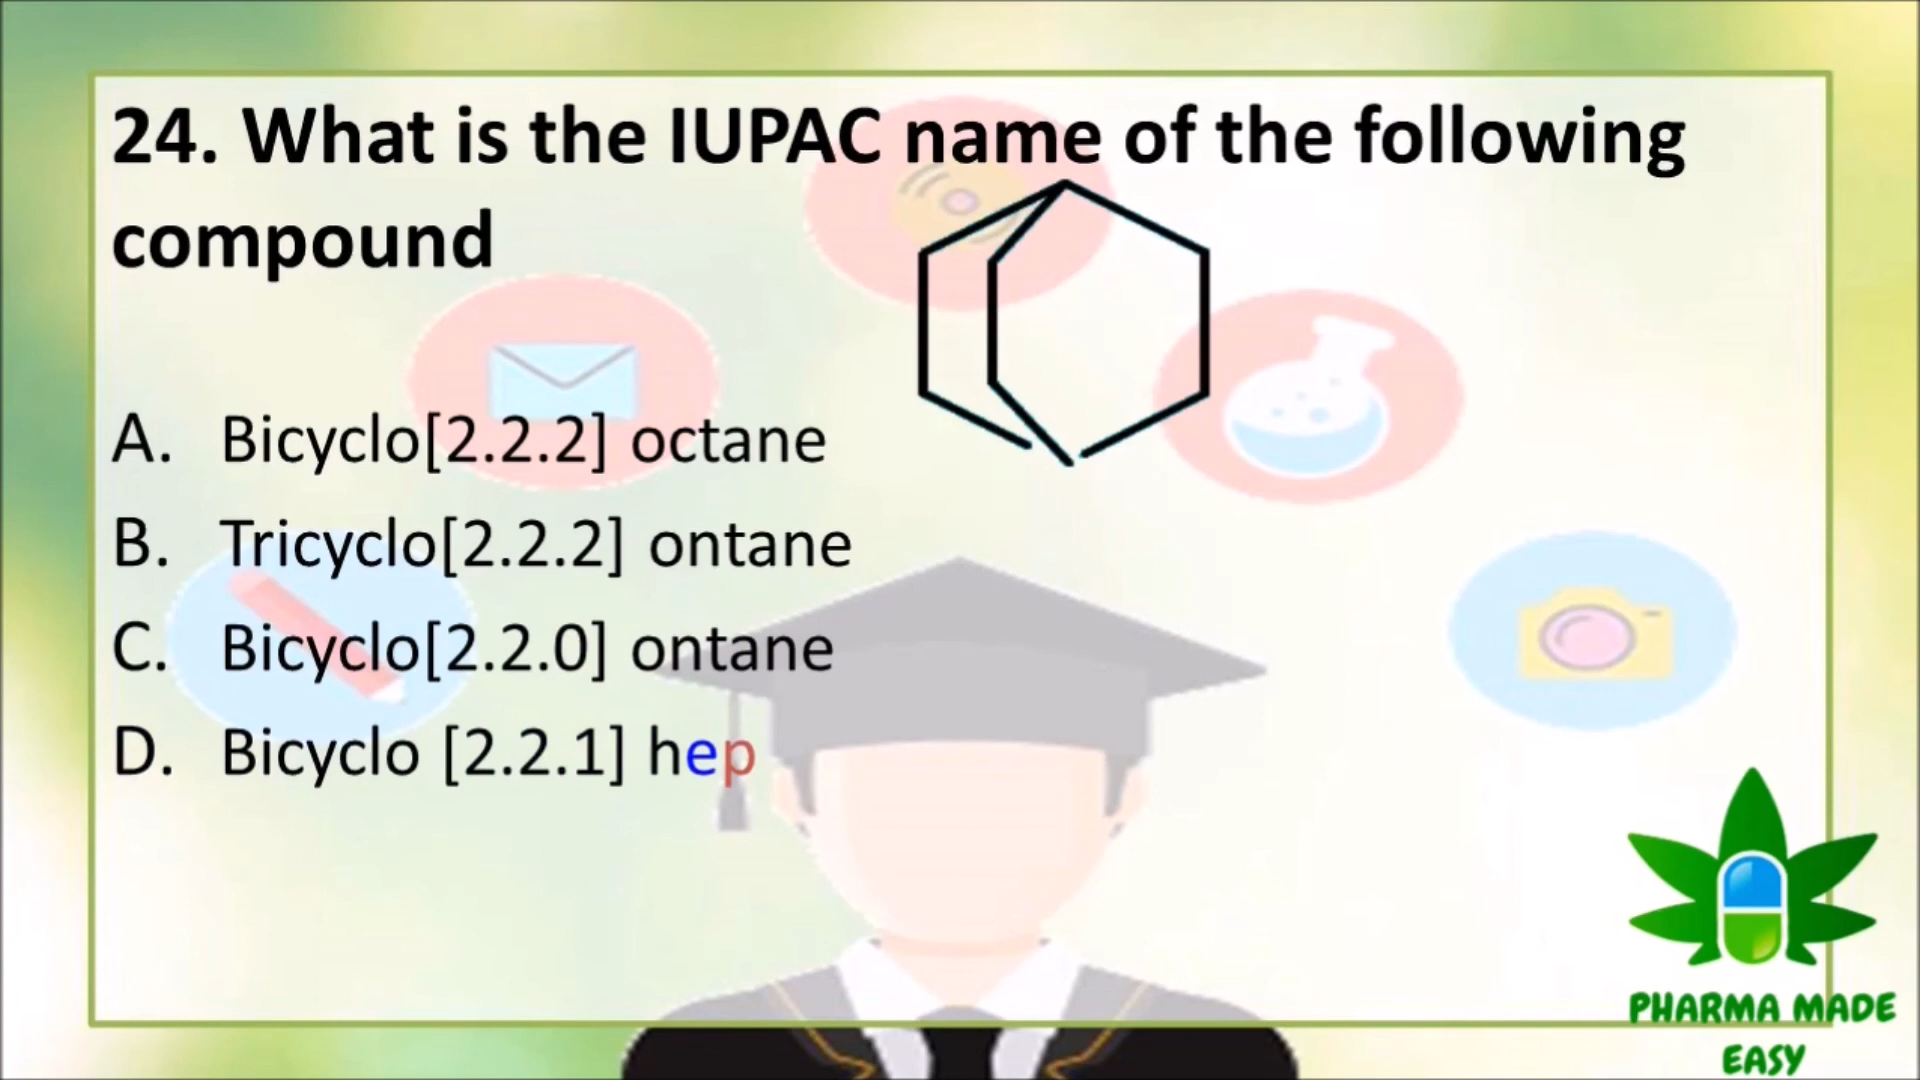 24. What is the IUPAC name of the following
compound
A. Bicyclo[2.2.2] octane
B. Tricyclo[2.2.2] ontane
C. Bicyclo[2.2.0] ontane
D. Bicyclo [2.2.1] hep
PHARMA MADE
EASY